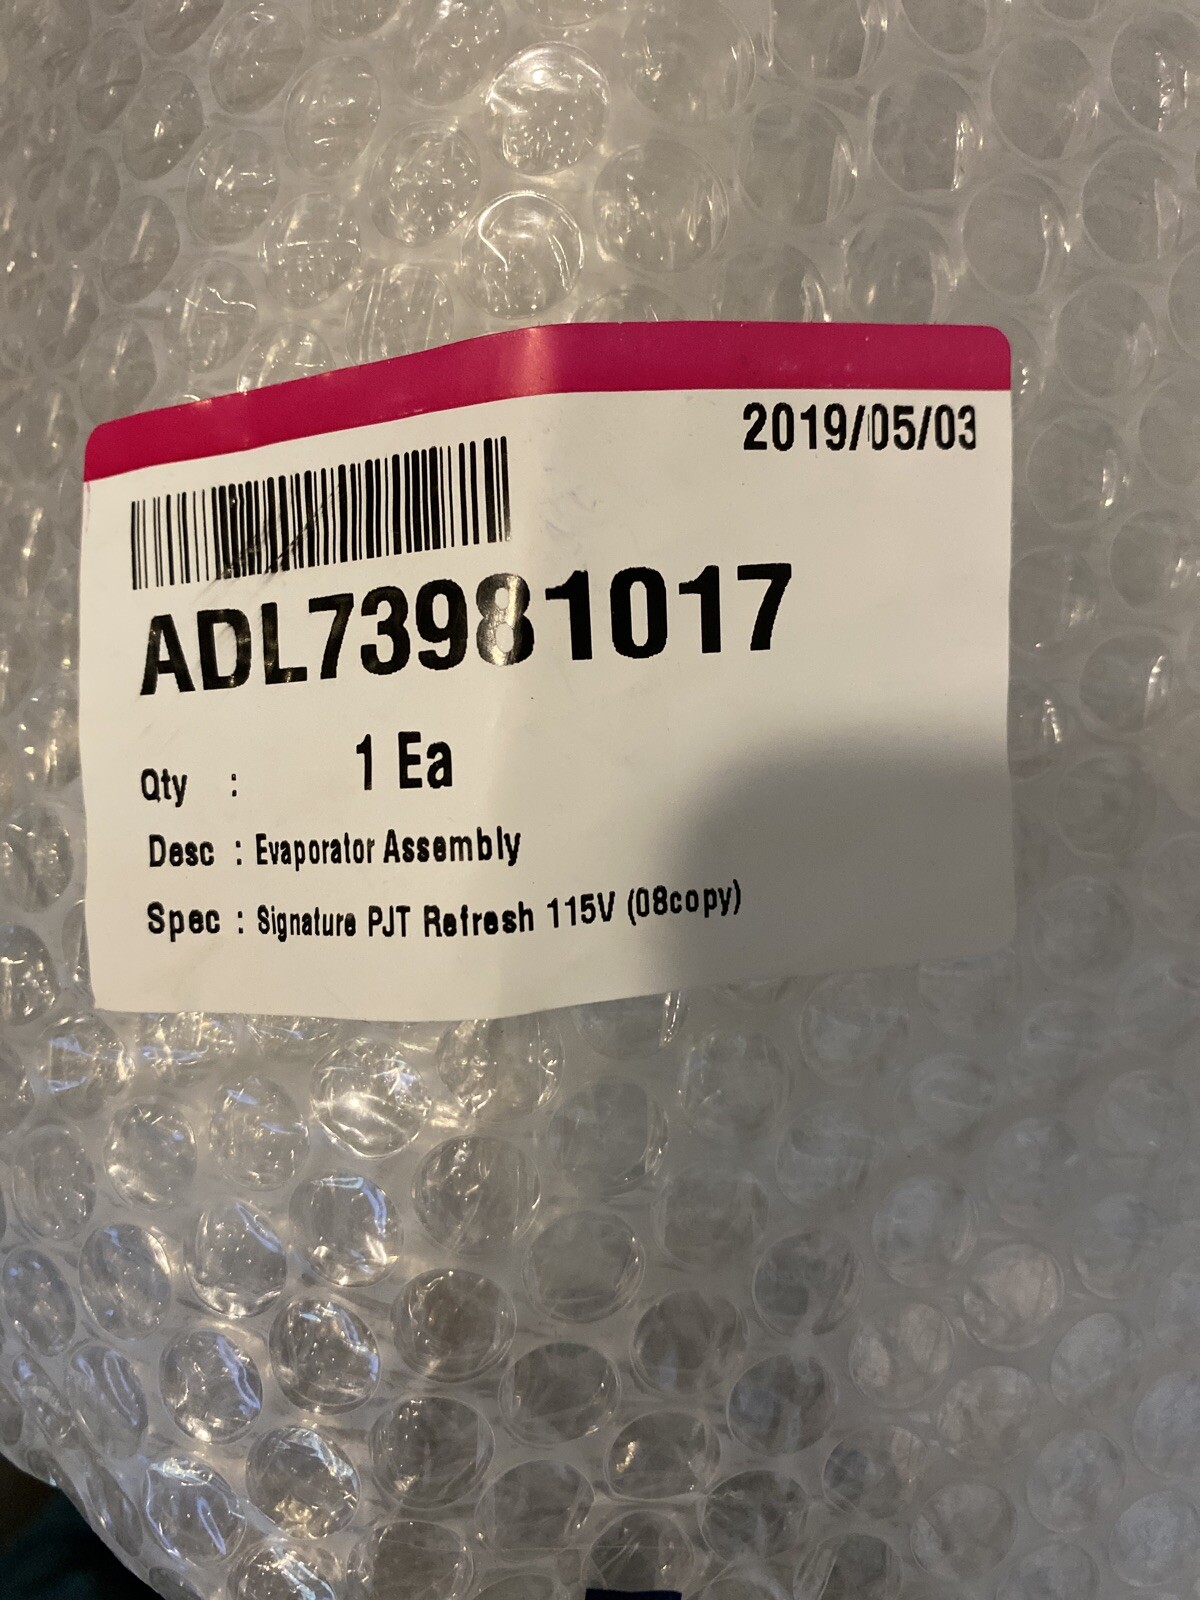 2019/05/03
ADL73981017
Qty : 1 Ea
Desc : Evaporator Assembly
Spec : Signature PJT Refresh 115V (08copy)